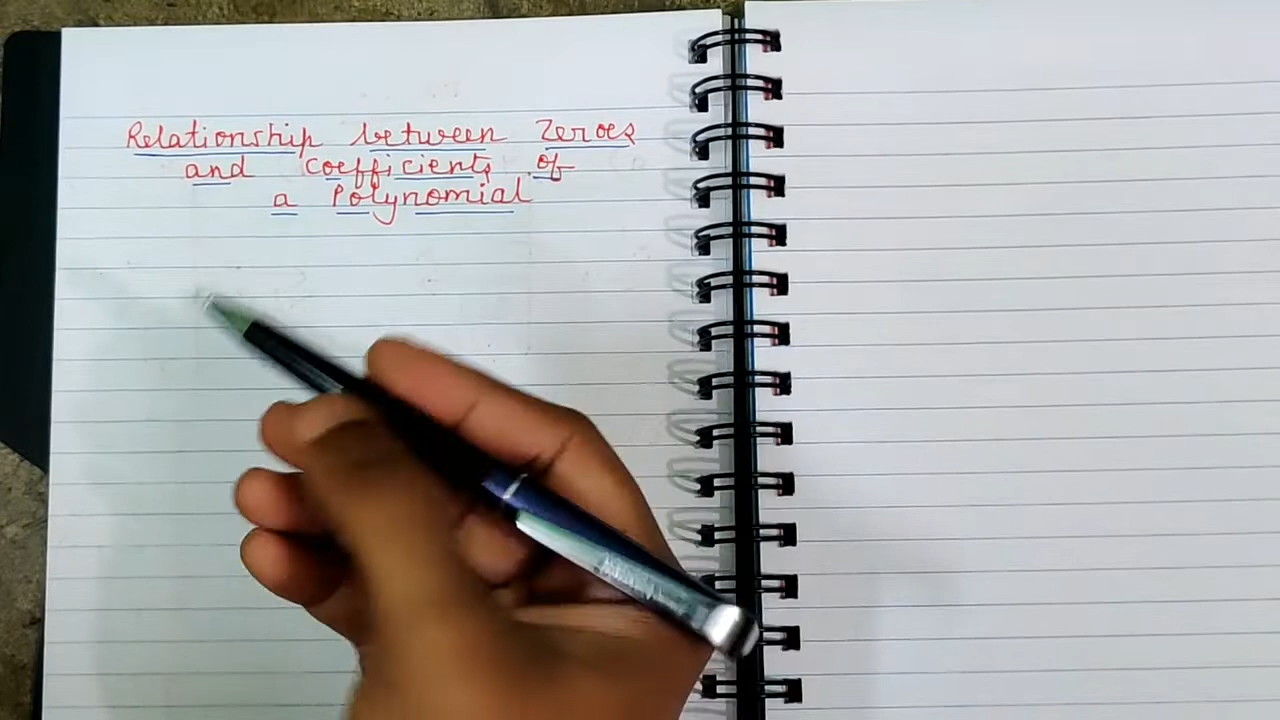 Relationship between Zeroes
and Coefficients of
a Polynomial